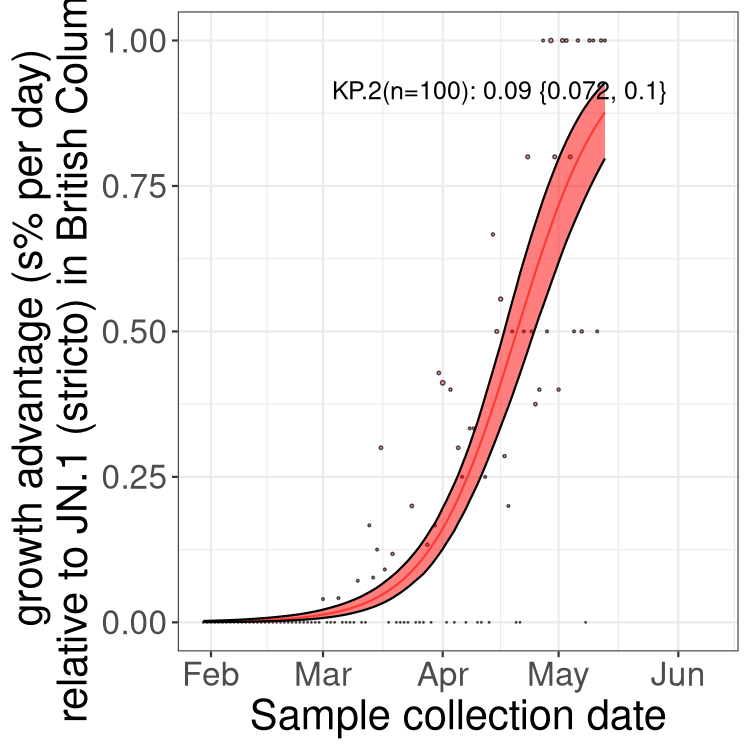 growth advantage (s% per day)
relative to JN.1 (stricto) in British Colum
1.00
0.75
0.50
0.25
0.00
KP.2(n=100): 0.09 {0.072, 0.1}
Feb Mar Apr May Jun
Sample collection date